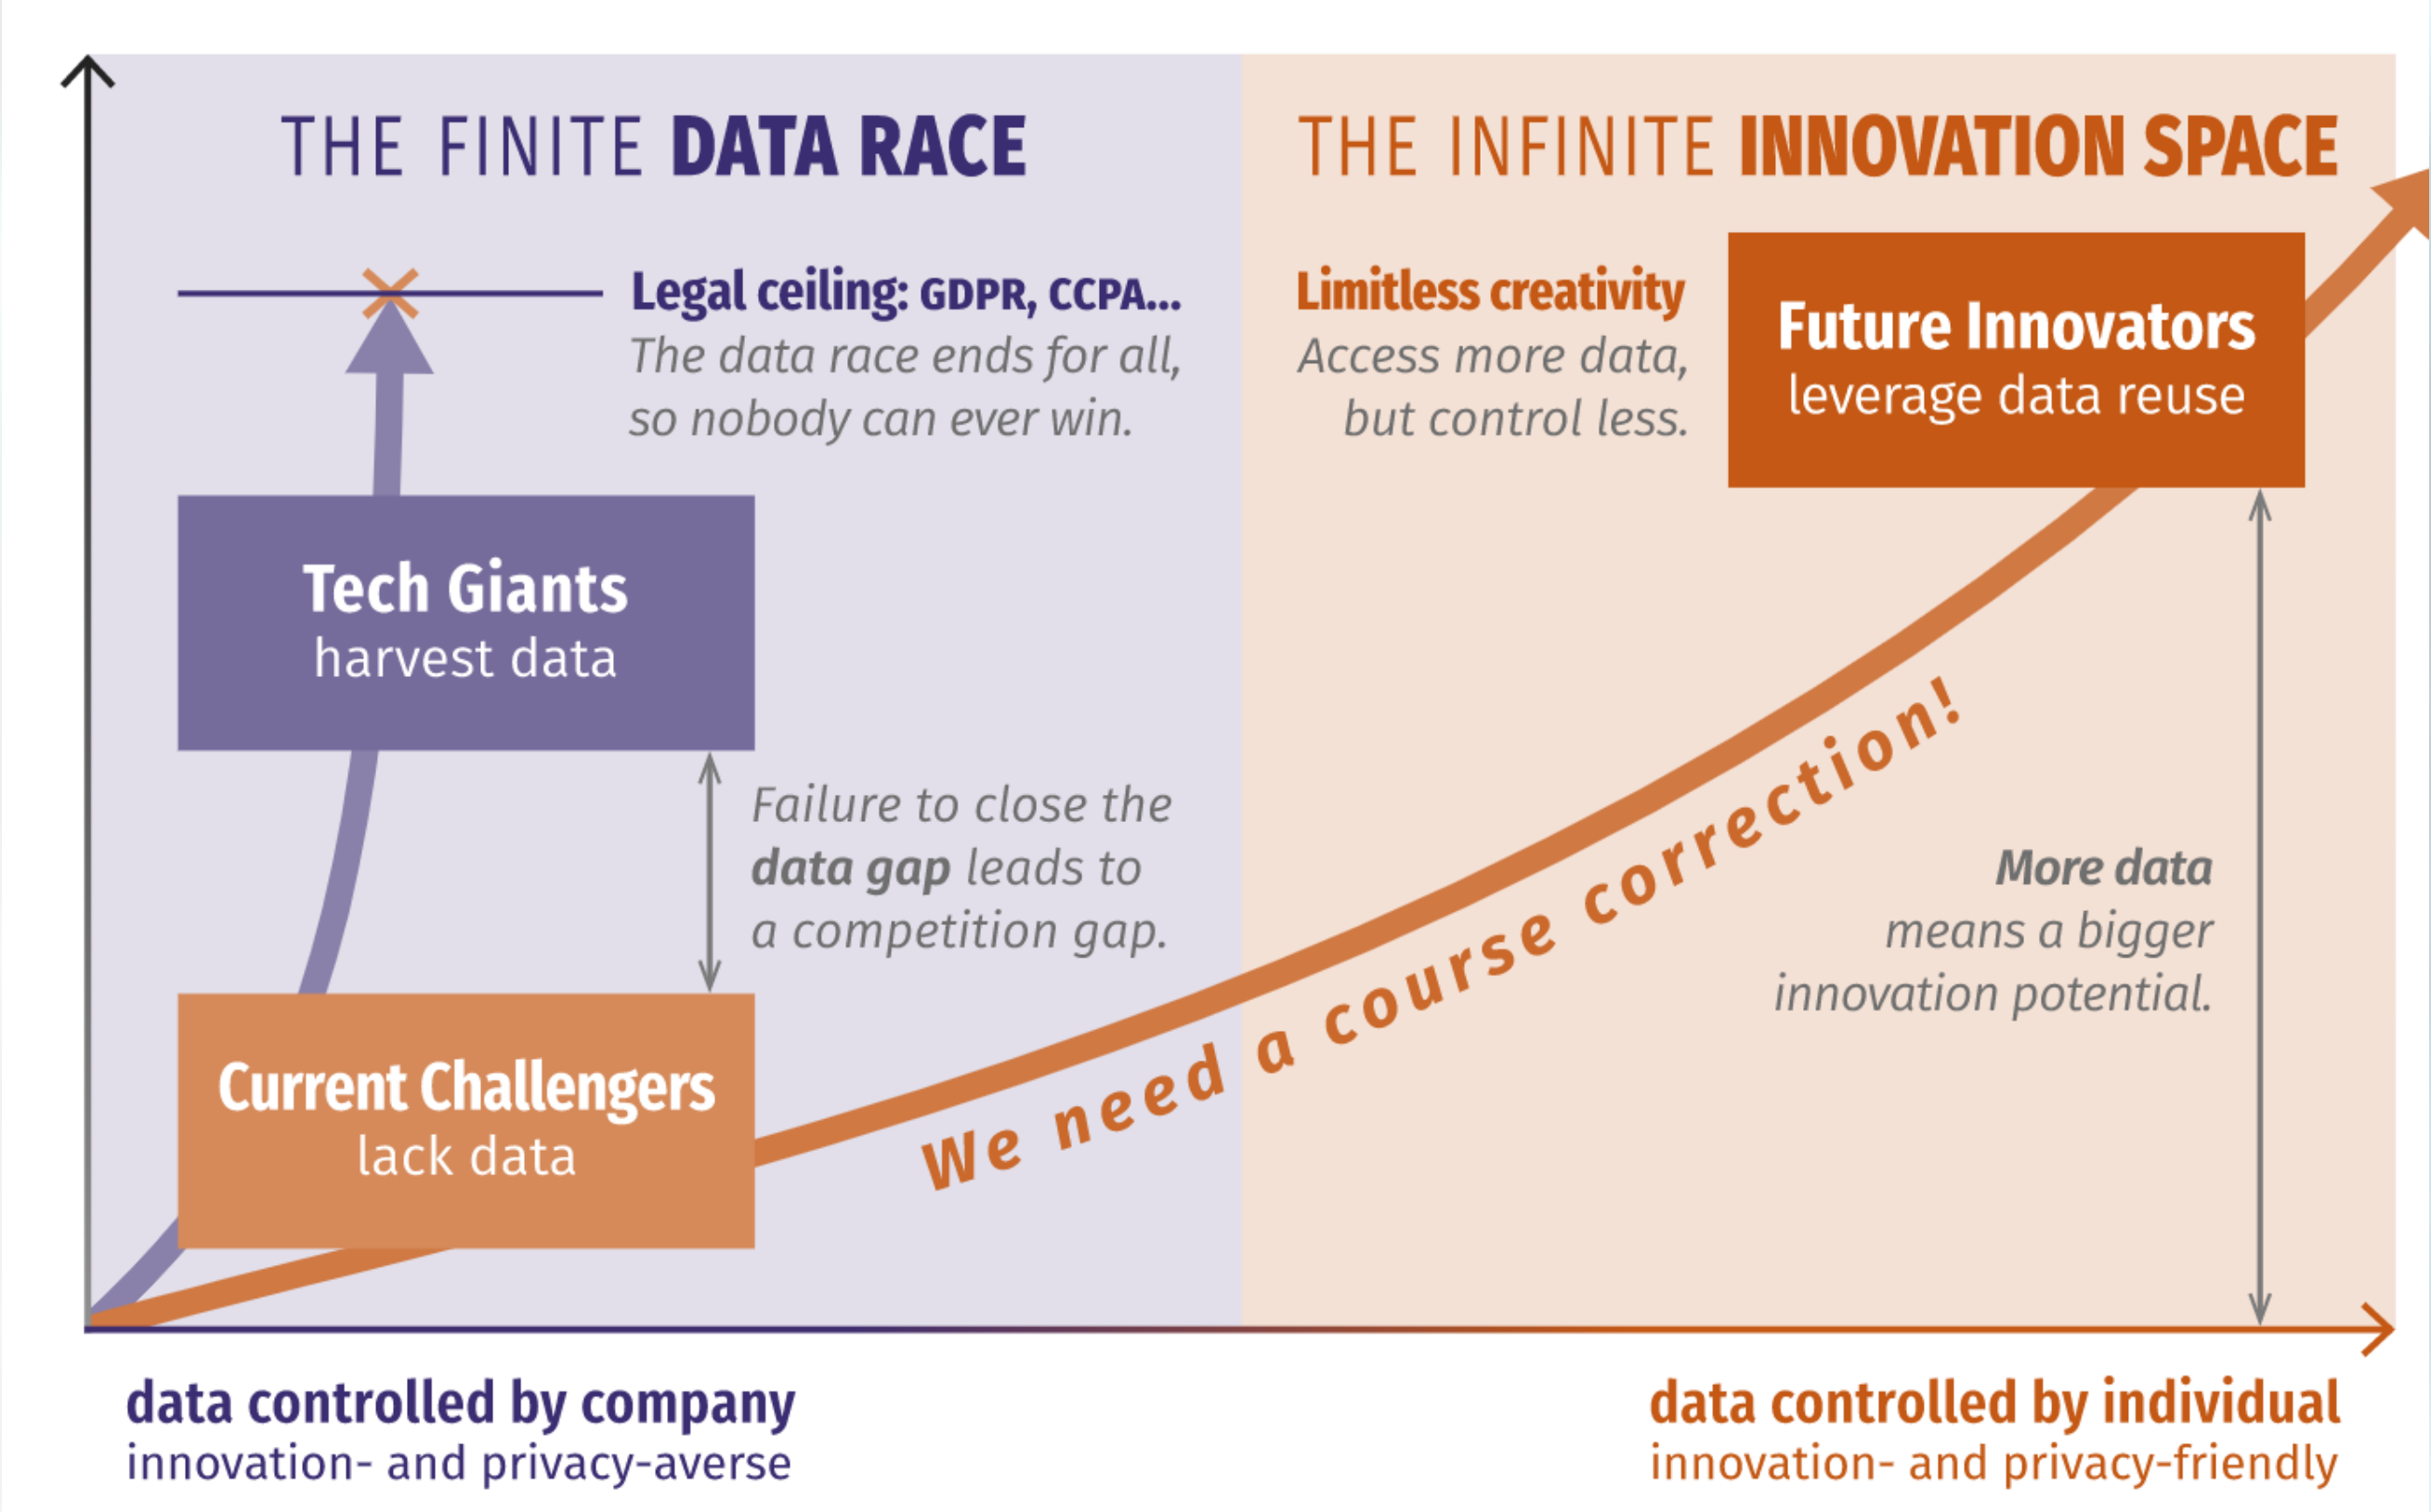 THE FINITE DATA RACE
Legal ceiling: GDPR, CCPA...
The data race ends for all,
so nobody can ever win.
Tech Giants
harvest data
Failure to close the
data gap leads to
a competition gap.
Current Challengers
lack data
THE INFINITE INNOVATION SPACE
Limitless creativity
Access more data,
but control less.
Future Innovators
leverage data reuse
We need a course correction!
More data
means a bigger
innovation potential.
data controlled by company
innovation- and privacy-averse
data controlled by individual
innovation- and privacy-friendly